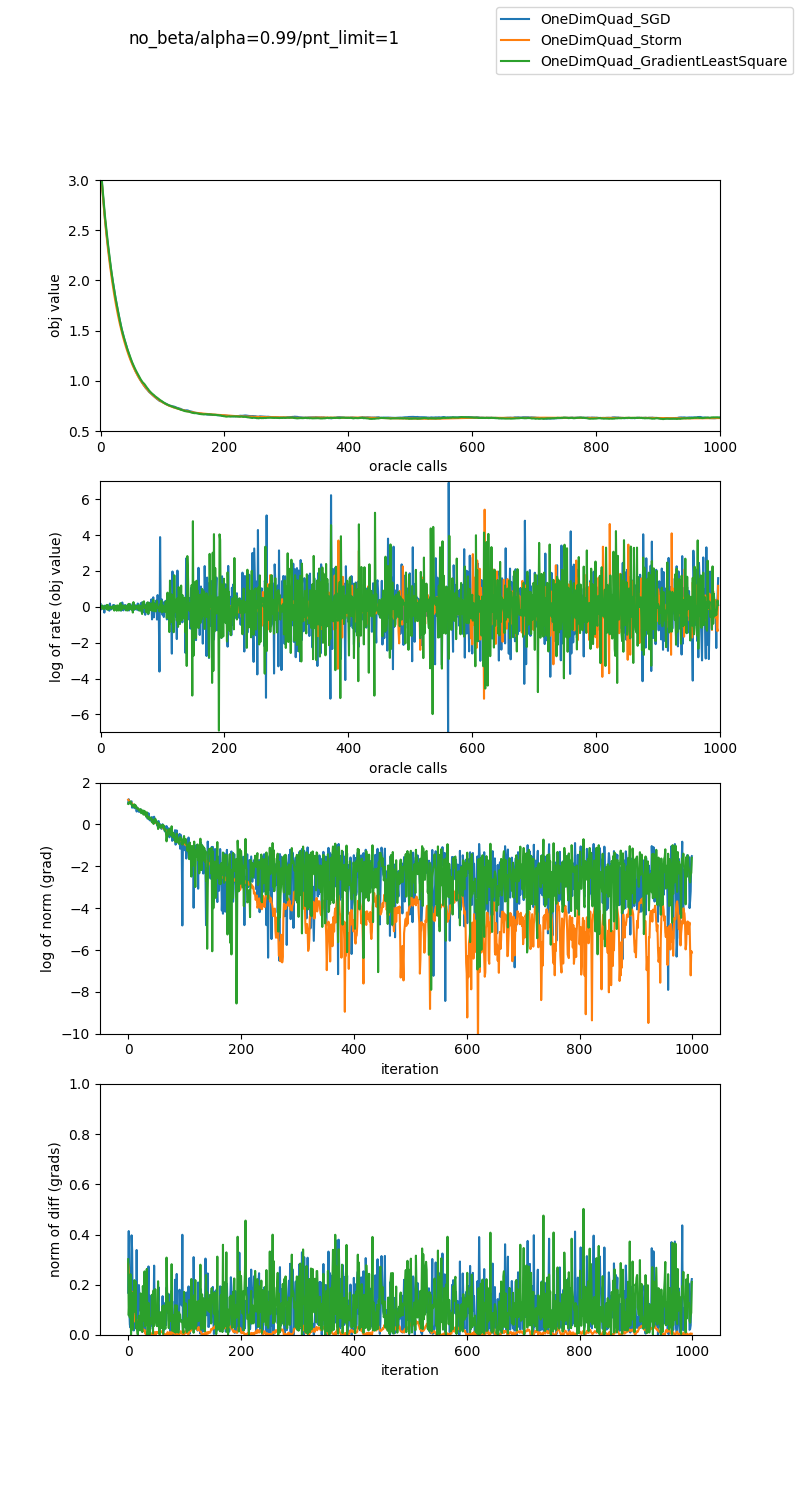 no_beta/alpha=0.99/pnt_limit=1
OneDimQuad_SGD
OneDimQuad_Storm
OneDimQuad_GradientLeastSquare
3.0
2.5
2.0
1.5
1.0
0.5
obj value
0 200 400 600 800 1000
oracle calls
6
4
2
0
−2
−4
−6
log of rate (obj value)
0 200 400 600 800 1000
oracle calls
2
0
−2
−4
−6
−8
−10
log of norm (grad)
0 200 400 600 800 1000
iteration
1.0
0.8
0.6
0.4
0.2
0.0
norm of diff (grads)
0 200 400 600 800 1000
iteration